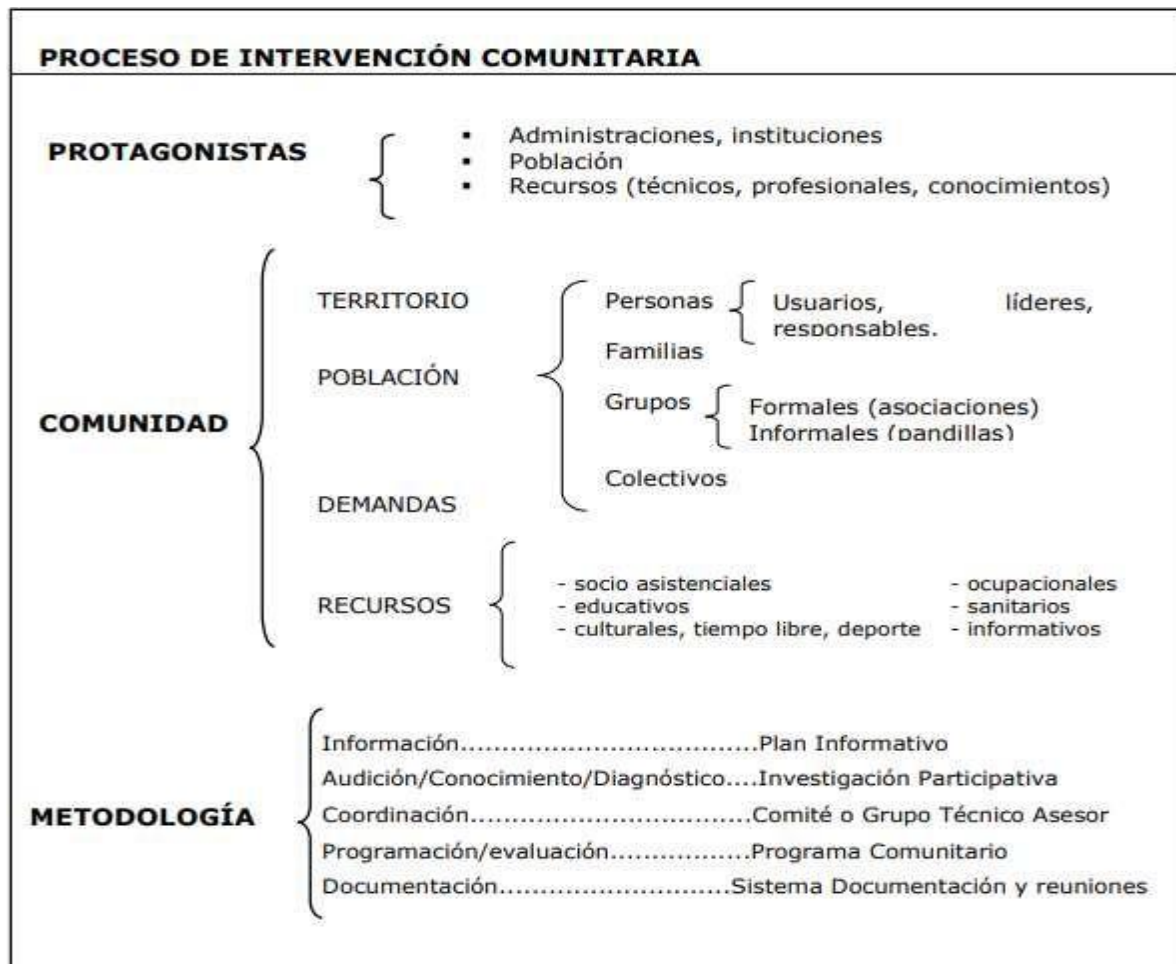 PROCESO DE INTERVENCIÓN COMUNITARIA
PROTAGONISTAS
▪ Administraciones, instituciones
▪ Población
▪ Recursos (técnicos, profesionales, conocimientos)
COMUNIDAD
TERRITORIO
POBLACIÓN
Personas
Usuarios, líderes,
responsables.
Familias
Grupos
Formales (asociaciones)
Informales (pandillas)
Colectivos
DEMANDAS
RECURSOS
- socio asistenciales
- educativos
- culturales, tiempo libre, deporte
- ocupacionales
- sanitarios
- informativos
METODOLOGÍA
Información....................................Plan Informativo
Audición/Conocimiento/Diagnóstico....Investigación Participativa
Coordinación...................................Comité o Grupo Técnico Asesor
Programación/evaluación.................Programa Comunitario
Documentación............................Sistema Documentación y reuniones